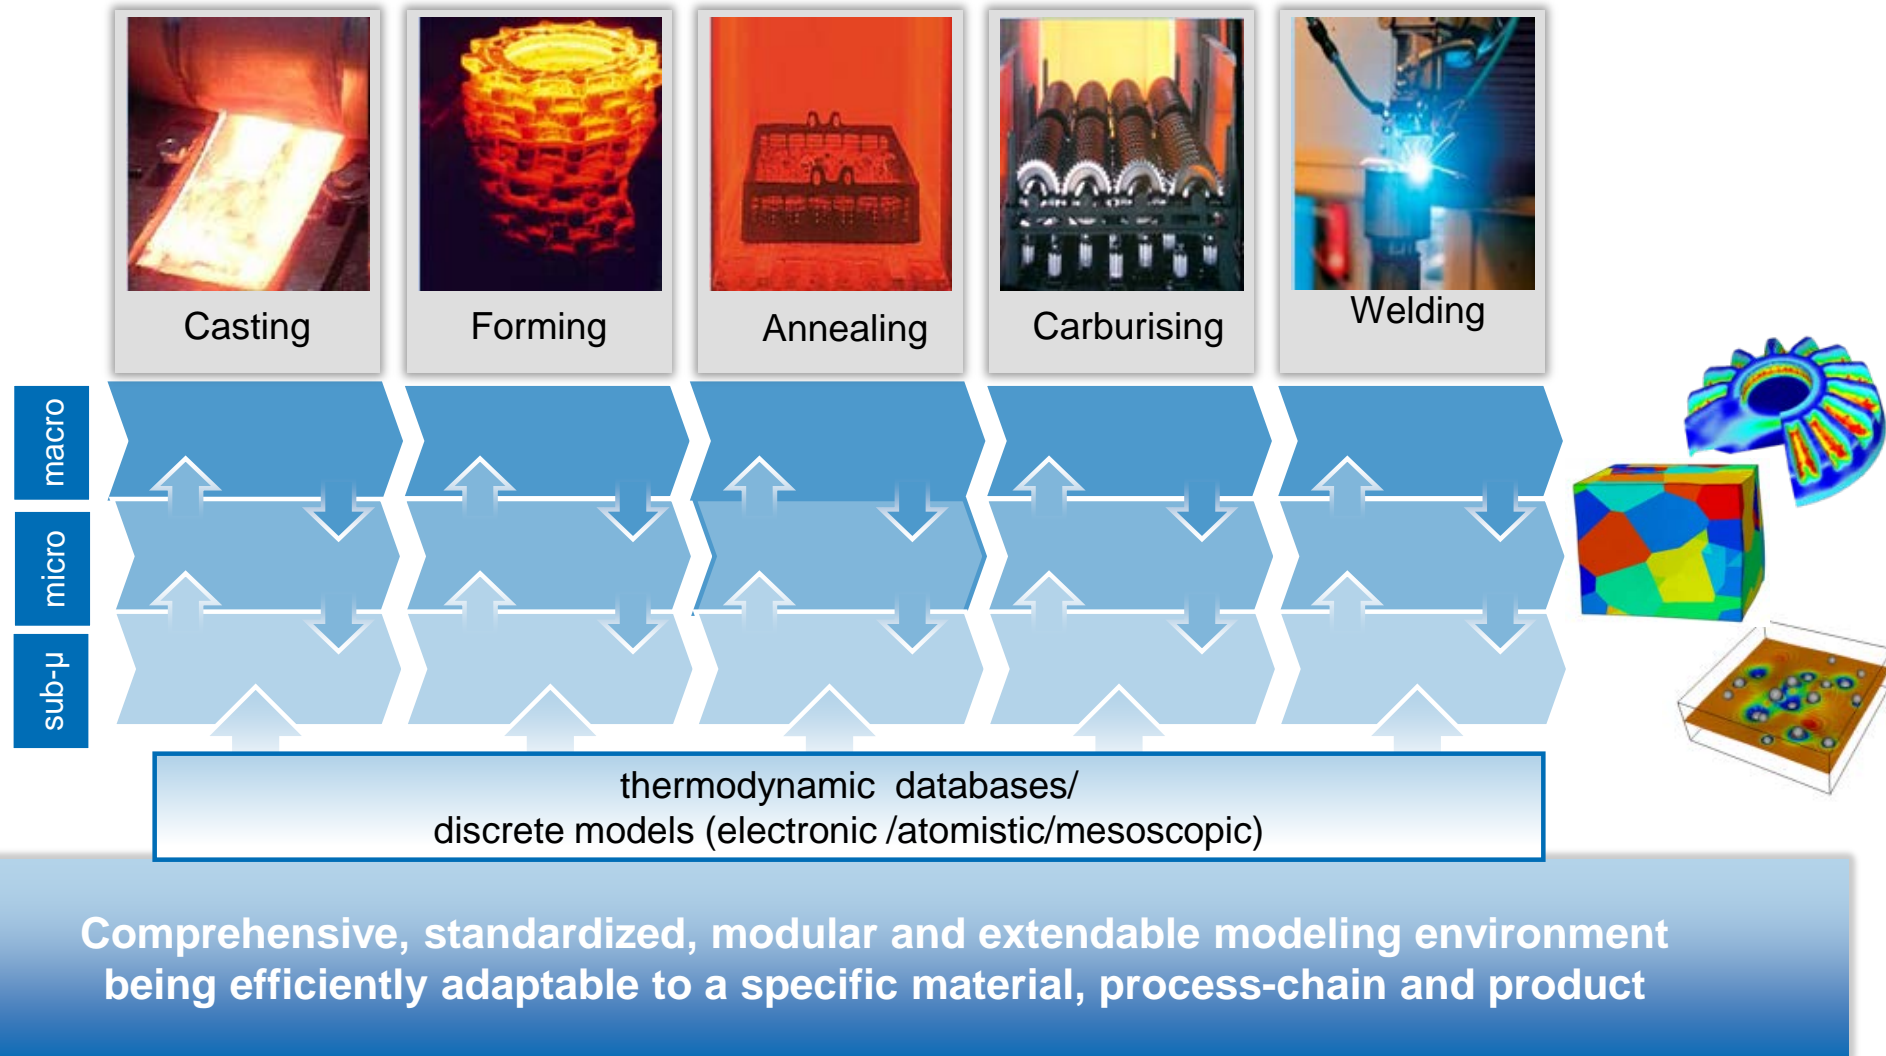 Casting
Forming
Annealing
Carburising
Welding
macro
micro
sub-μ
thermodynamic databases/
discrete models (electronic /atomistic/mesoscopic)
Comprehensive, standardized, modular and extendable modeling environment
being efficiently adaptable to a specific material, process-chain and product